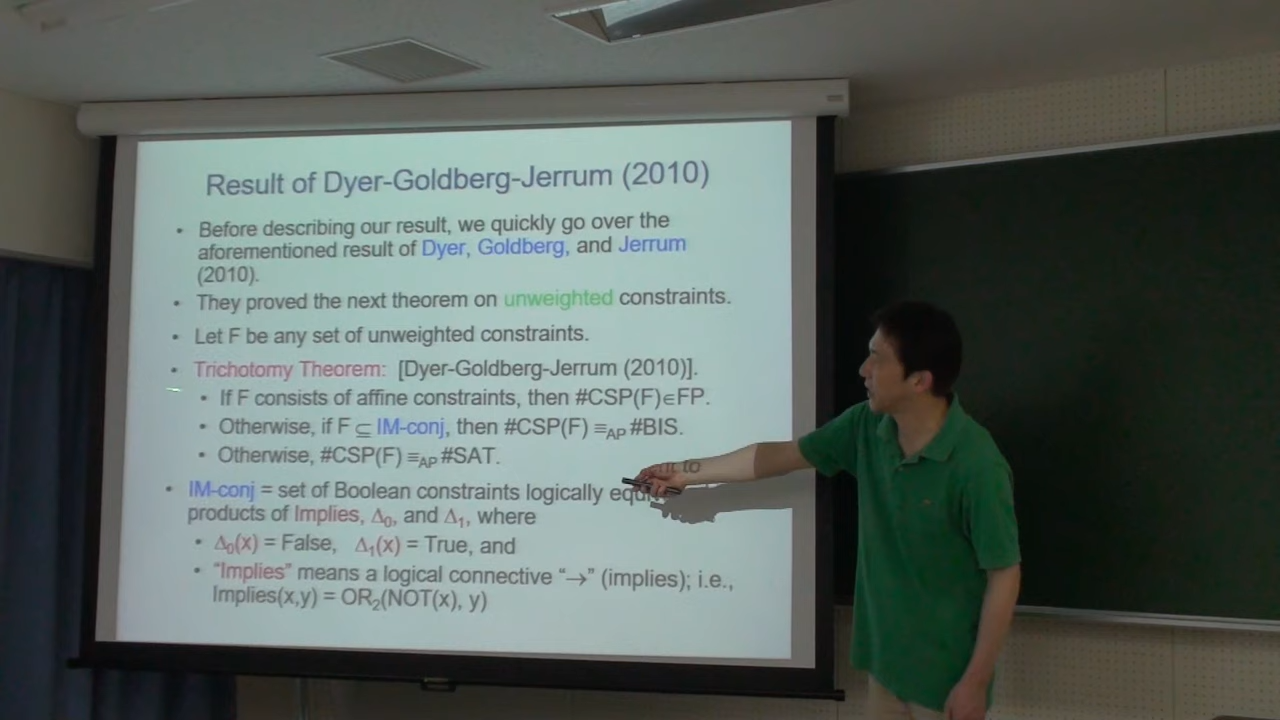 Result of Dyer-Goldberg-Jerrum (2010)
• Before describing our result, we quickly go over the
aforementioned result of Dyer, Goldberg, and Jerrum
(2010).
• They proved the next theorem on unweighted constraints.
• Let F be any set of unweighted constraints.
• Trichotomy Theorem: [Dyer-Goldberg-Jerrum (2010)].
• If F consists of affine constraints, then #CSP(F)∈FP.
• Otherwise, if F ⊆ IM-conj, then #CSP(F) ≡AP #BIS.
• Otherwise, #CSP(F) ≡AP #SAT.
• IM-conj = set of Boolean constraints logically to
products of Implies, Δ0, and Δ1, where
• Δ0(x) = False, Δ1(x) = True, and
• “Implies” means a logical connective “→” (implies); i.e.,
Implies(x,y) = OR2(NOT(x), y)